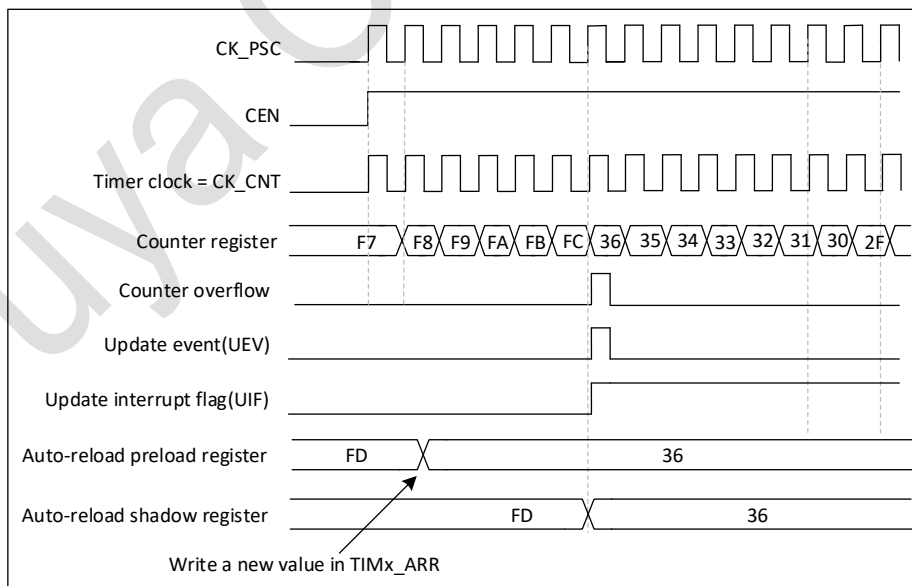 CK_PSC
CEN
Timer clock = CK_CNT
Counter register F7 F8 F9 FA FB FC 36 35 34 33 32 31 30 2F
Counter overflow
Update event(UEV)
Update interrupt flag(UIF)
Auto-reload preload register FD 36
Auto-reload shadow register FD 36
Write a new value in TIMx_ARR
uya C